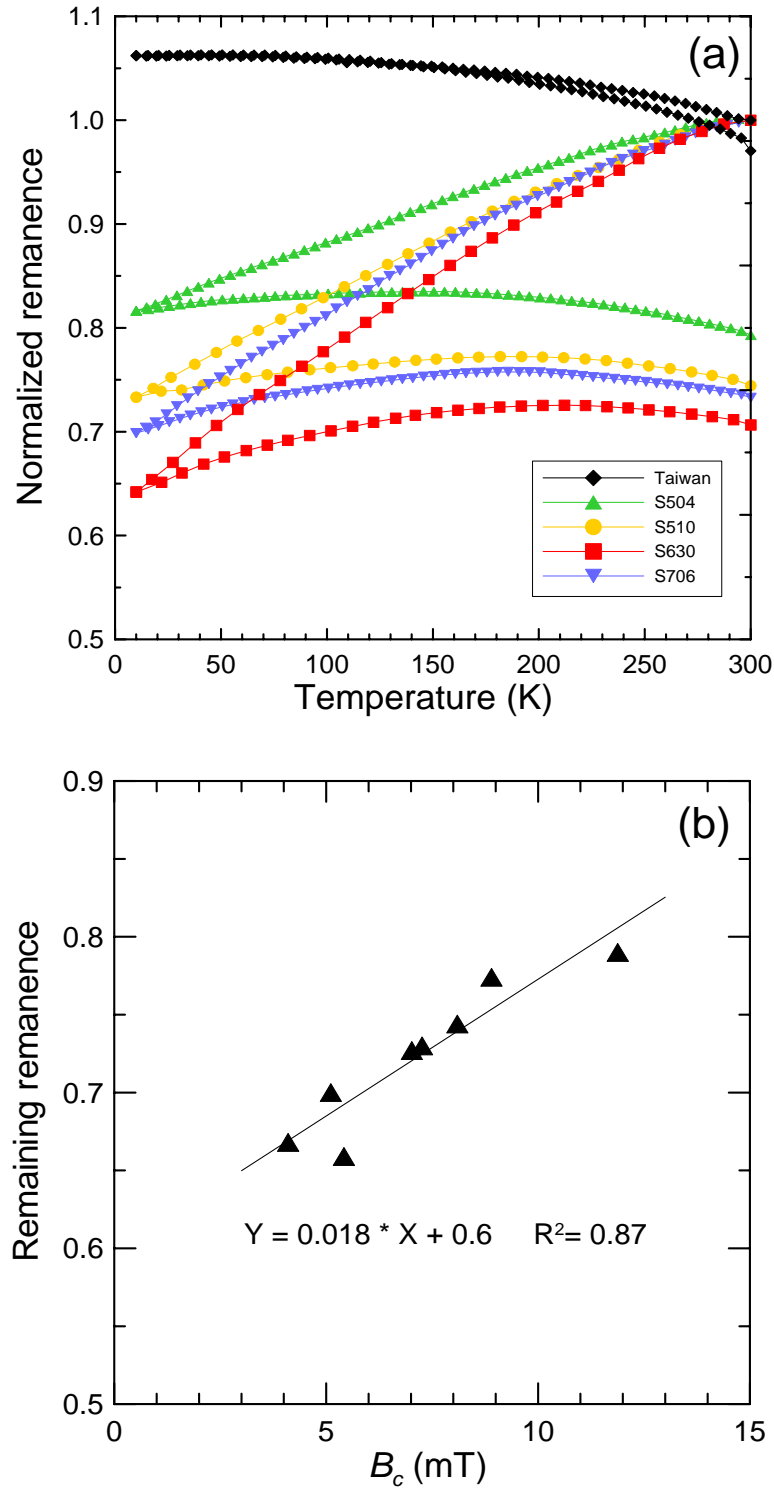 (a)
1.1
1.0
0.9
0.8
0.7
0.6
0.5
Normalized remanence
Taiwan
S504
S510
S630
S706
0 50 100 150 200 250 300
Temperature (K)
(b)
0.9
0.8
0.7
0.6
0.5
Remaining remanence
Y = 0.018 * X + 0.6 R²= 0.87
0 5 10 15
Bc (mT)